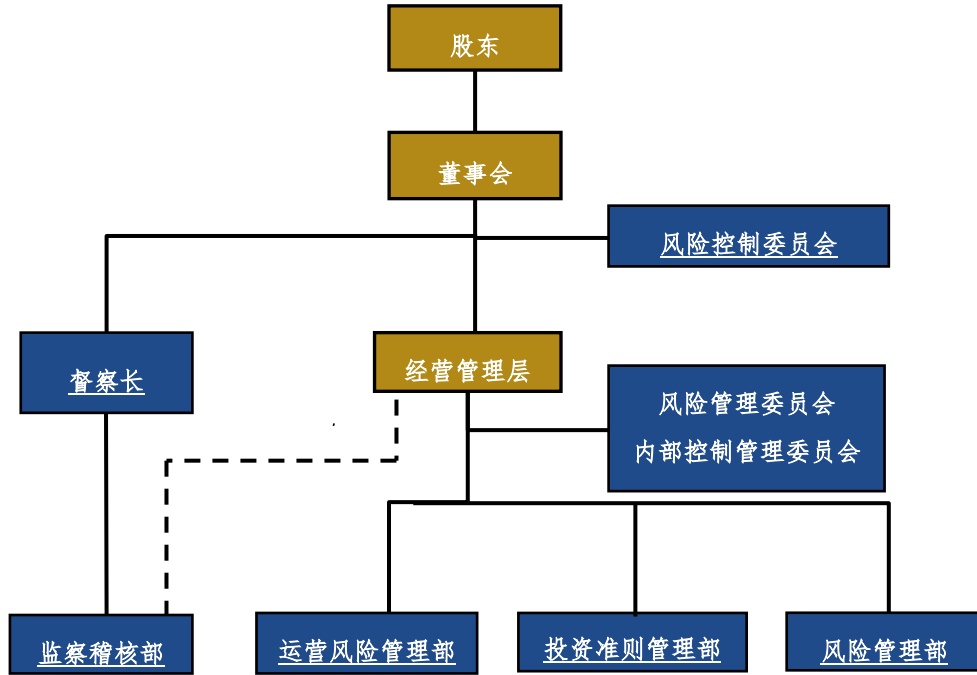 股东
董事会
风险控制委员会
督察长
经营管理层
风险管理委员会
内部控制管理委员会
监察稽核部
运营风险管理部
投资准则管理部
风险管理部